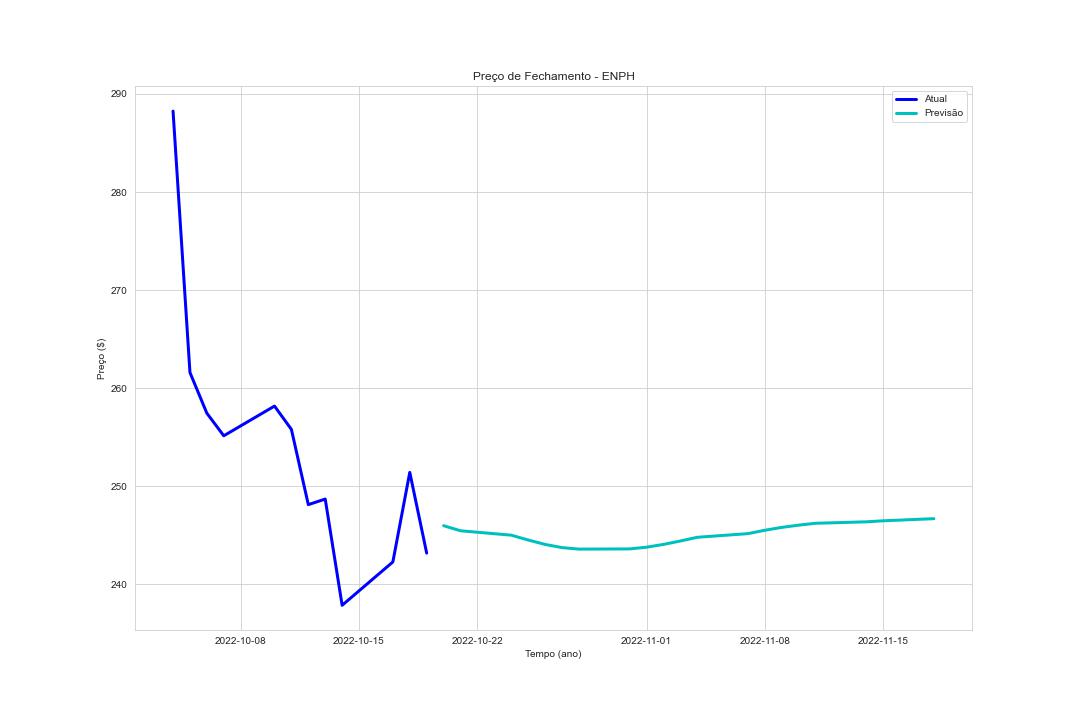 Preço de Fechamento - ENPH
Atual
Previsão
290
280
270
260
250
240
Preço ($)
2022-10-08
2022-10-15
2022-10-22
2022-11-01
2022-11-08
2022-11-15
Tempo (ano)